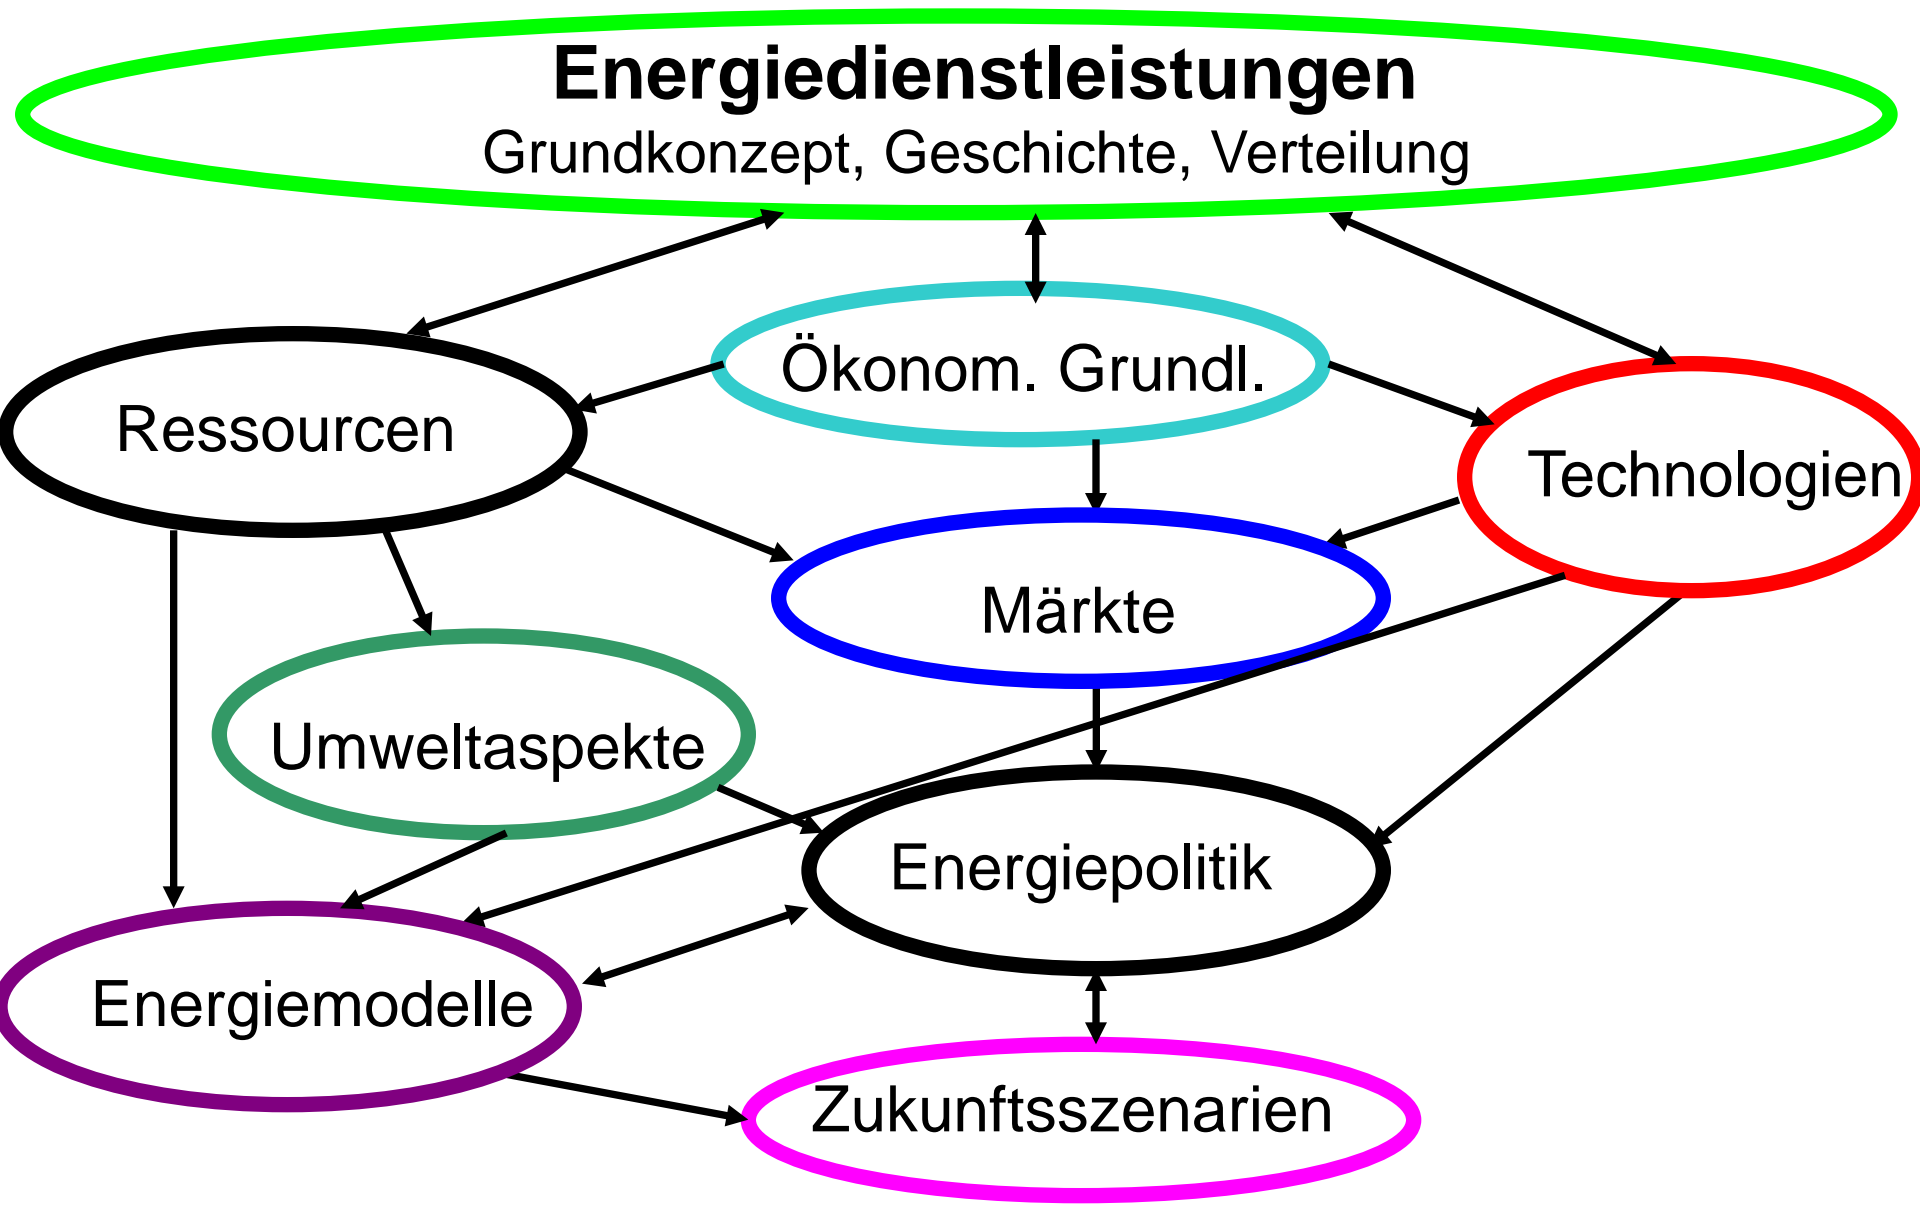 Energiedienstleistungen
Grundkonzept, Geschichte, Verteilung
Ökonom. Grundl.
Ressourcen
Technologien
Märkte
Umweltaspekte
Energiepolitik
Energiemodelle
Zukunftsszenarien